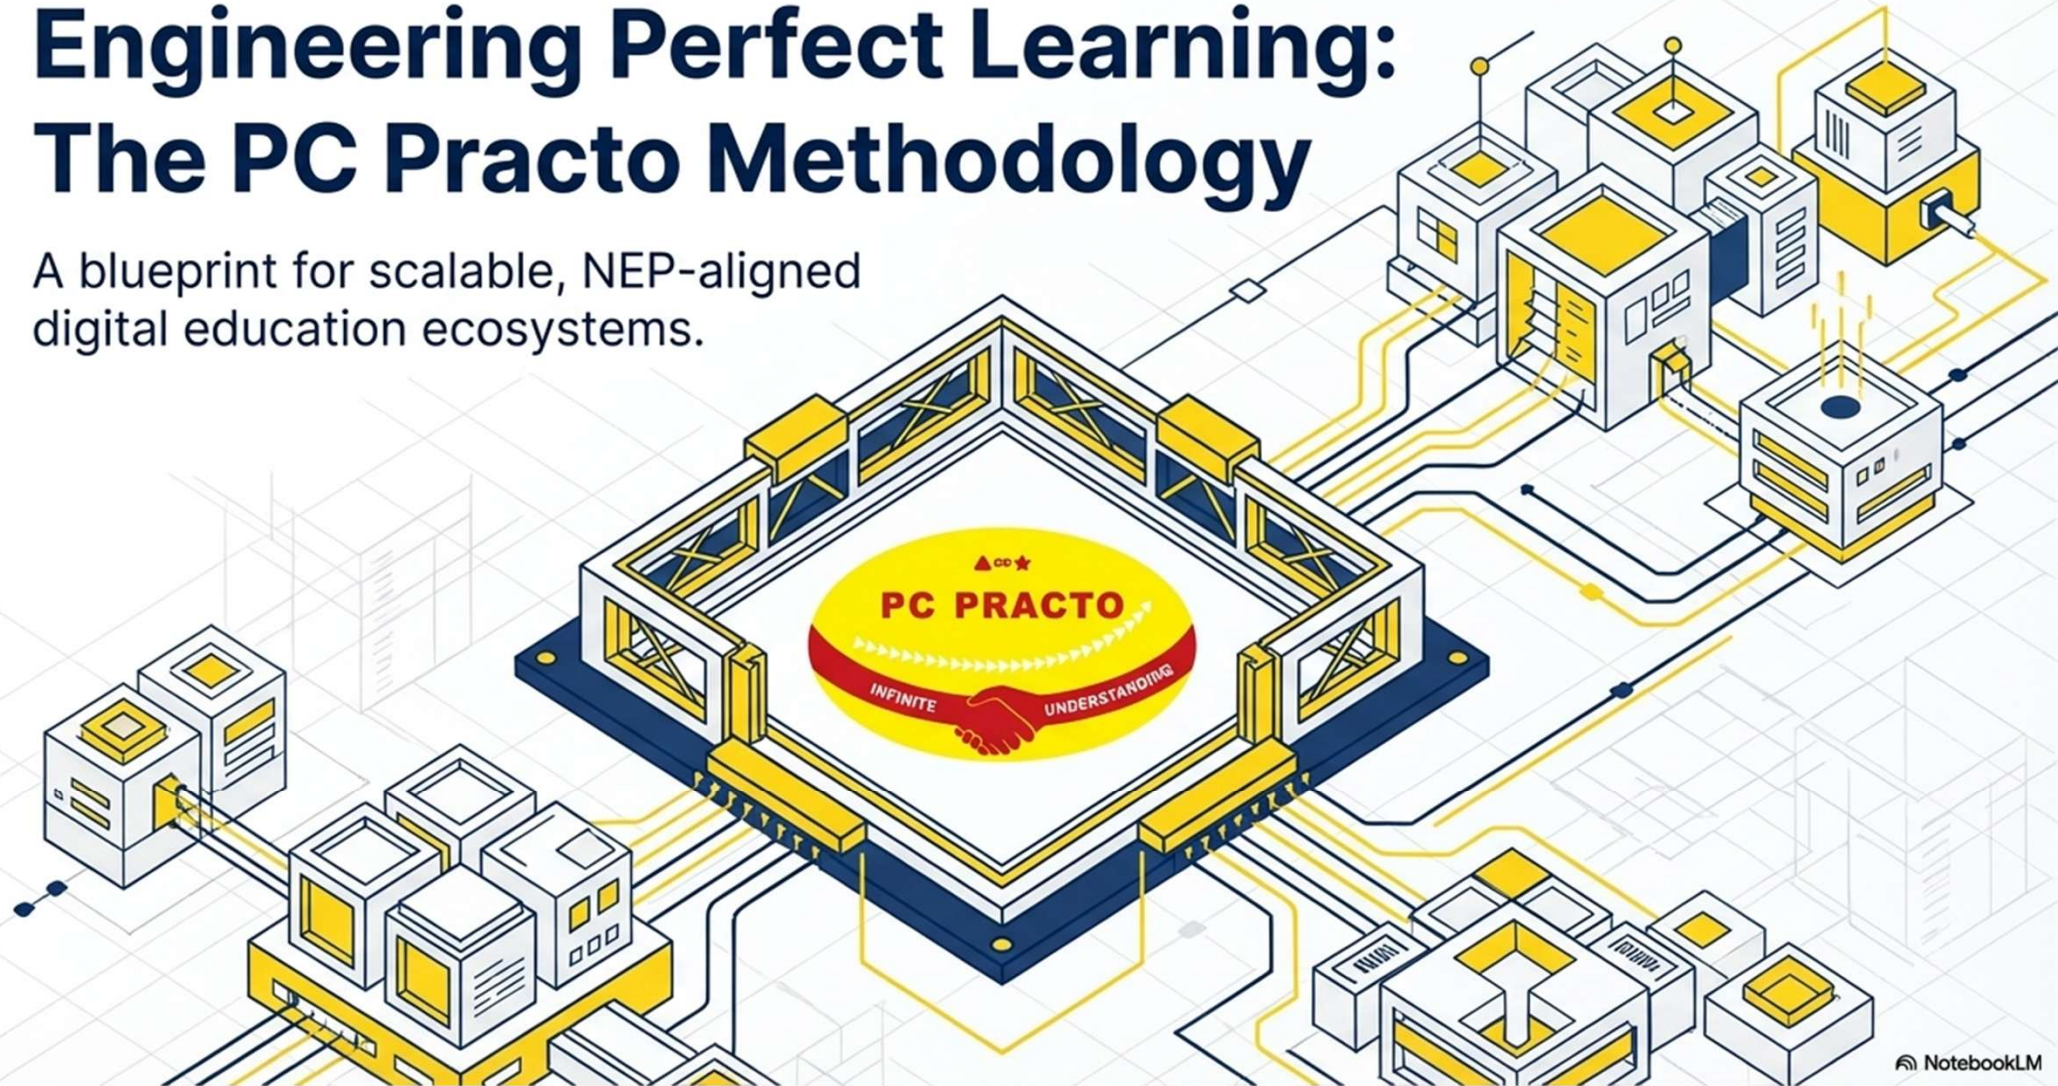 Engineering Perfect Learning:
The PC Practo Methodology
A blueprint for scalable, NEP-aligned
digital education ecosystems.
PC PRACTO
INFINITE UNDERSTANDING
NotebookLM